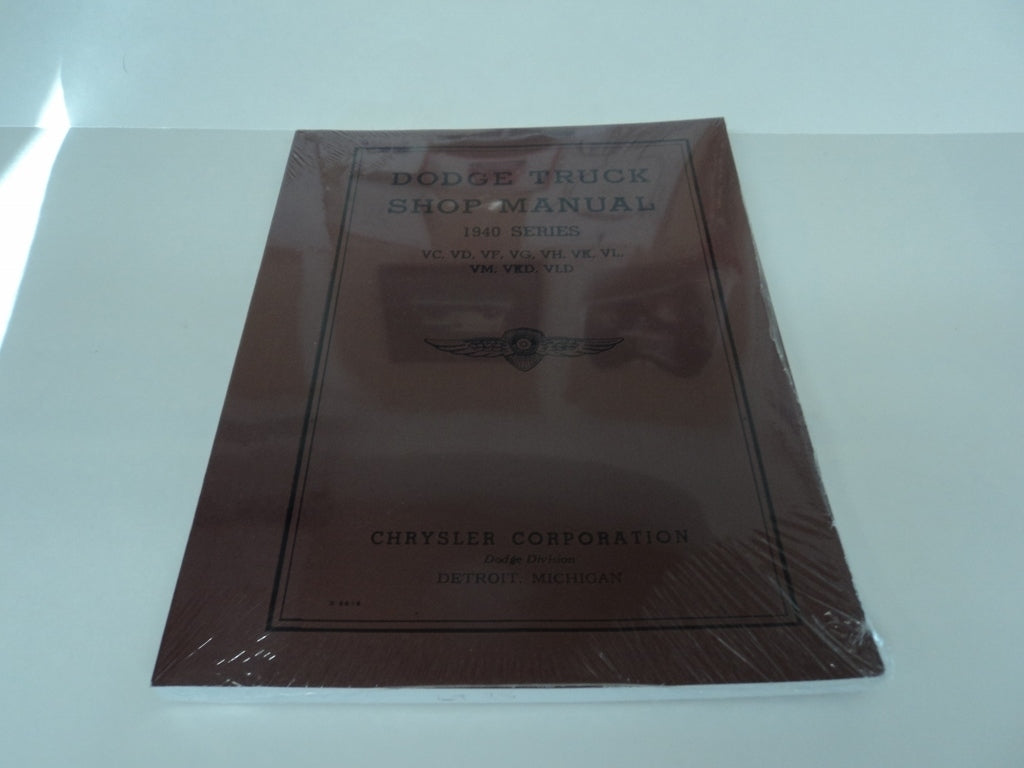 DODGE TRUCK
SHOP MANUAL
1940 SERIES
VC, VD, VF, VG, VH, VK, VL,
VM, VKD, VLD
CHRYSLER CORPORATION
Dodge Division
DETROIT, MICHIGAN